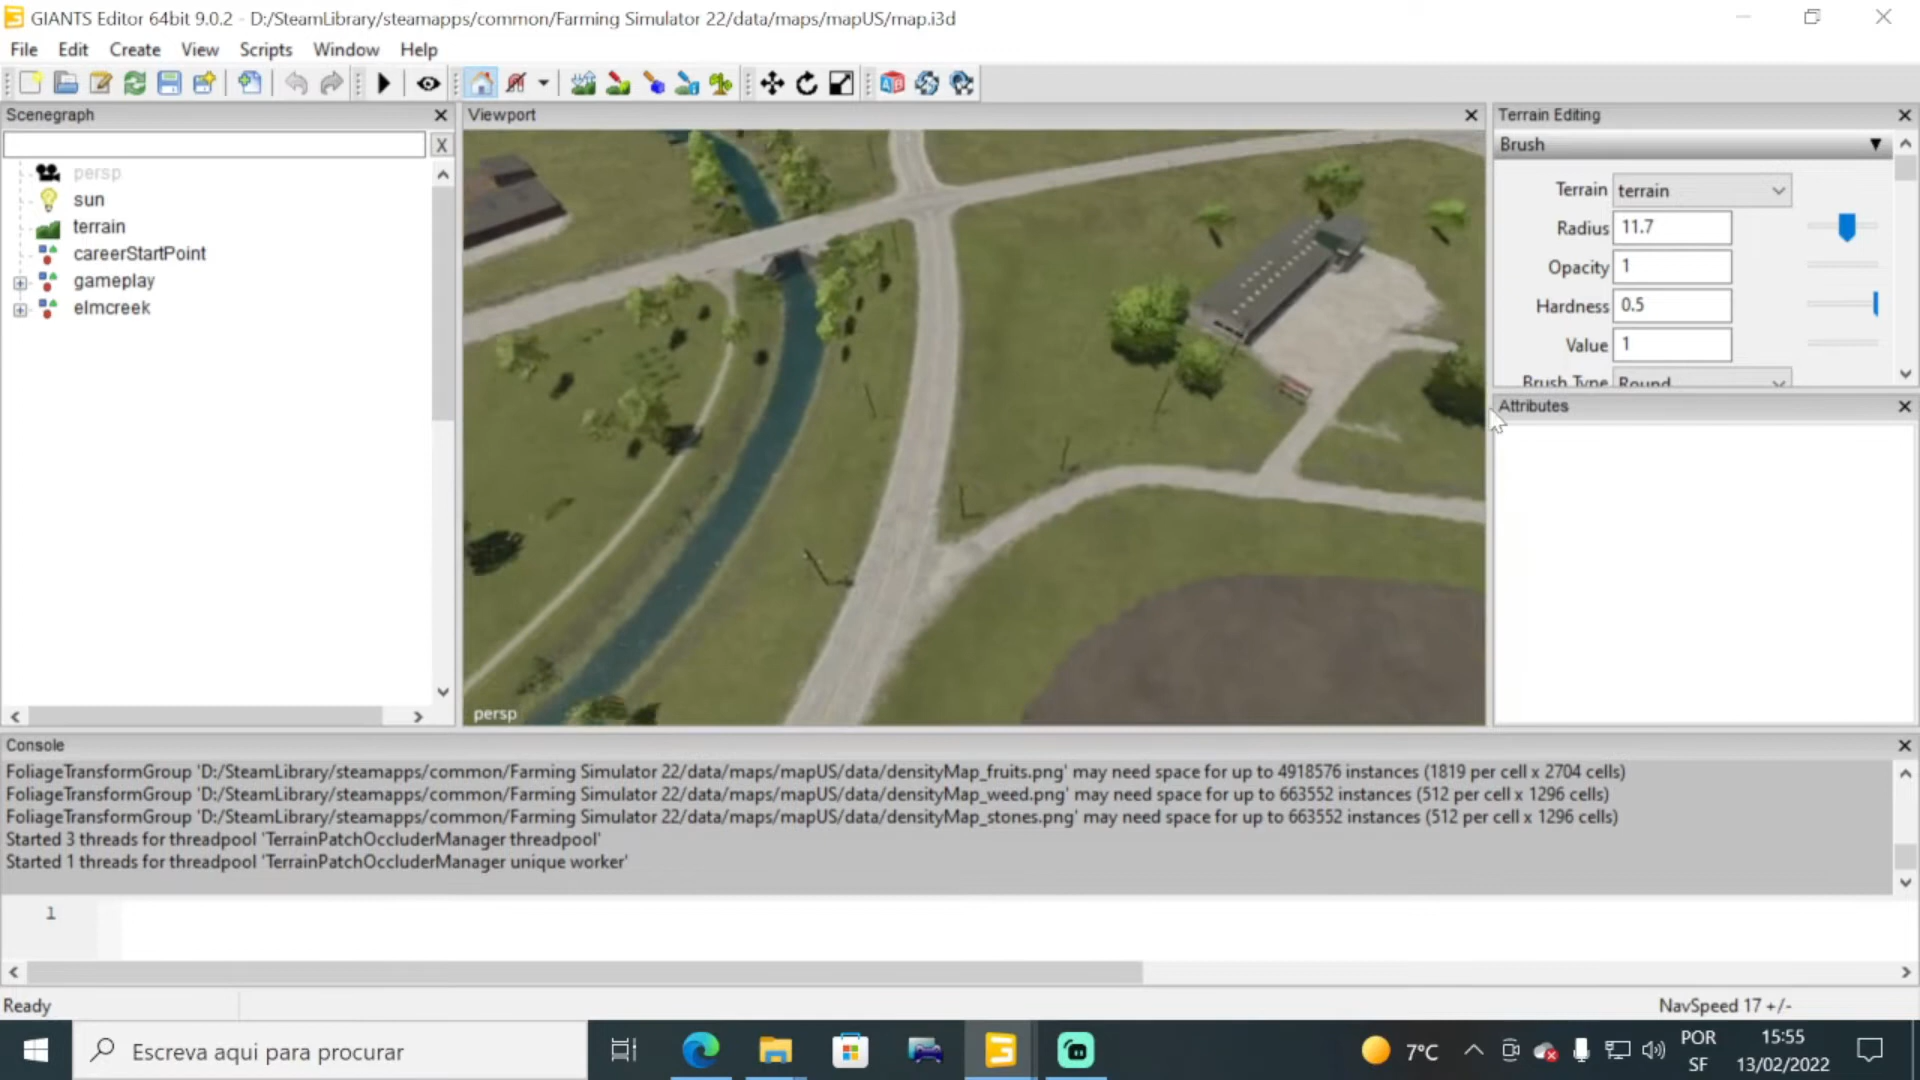 GIANTS Editor 64bit 9.0.2 - D:/SteamLibrary/steamapps/common/Farming Simulator 22/data/maps/mapUS/map.i3d
File Edit Create View Scripts Window Help
Scenegraph
X
persp
sun
terrain
careerStartPoint
gameplay
elmcreek
Viewport
persp
Terrain Editing
Brush
Terrain terrain
Radius 11.7
Opacity 1
Hardness 0.5
Value 1
Brush Type Round
Attributes
Console
FoliageTransformGroup 'D:/SteamLibrary/steamapps/common/Farming Simulator 22/data/maps/mapUS/data/densityMap_fruits.png' may need space for up to 4918576 instances (1819 per cell x 2704 cells)
FoliageTransformGroup 'D:/SteamLibrary/steamapps/common/Farming Simulator 22/data/maps/mapUS/data/densityMap_weed.png' may need space for up to 663552 instances (512 per cell x 1296 cells)
FoliageTransformGroup 'D:/SteamLibrary/steamapps/common/Farming Simulator 22/data/maps/mapUS/data/densityMap_stones.png' may need space for up to 663552 instances (512 per cell x 1296 cells)
Started 3 threads for threadpool 'TerrainPatchOccluderManager threadpool'
Started 1 threads for threadpool 'TerrainPatchOccluderManager unique worker'
1
Ready
NavSpeed 17 +/-
Escreva aqui para procurar
7°C
POR
SF
15:55
13/02/2022